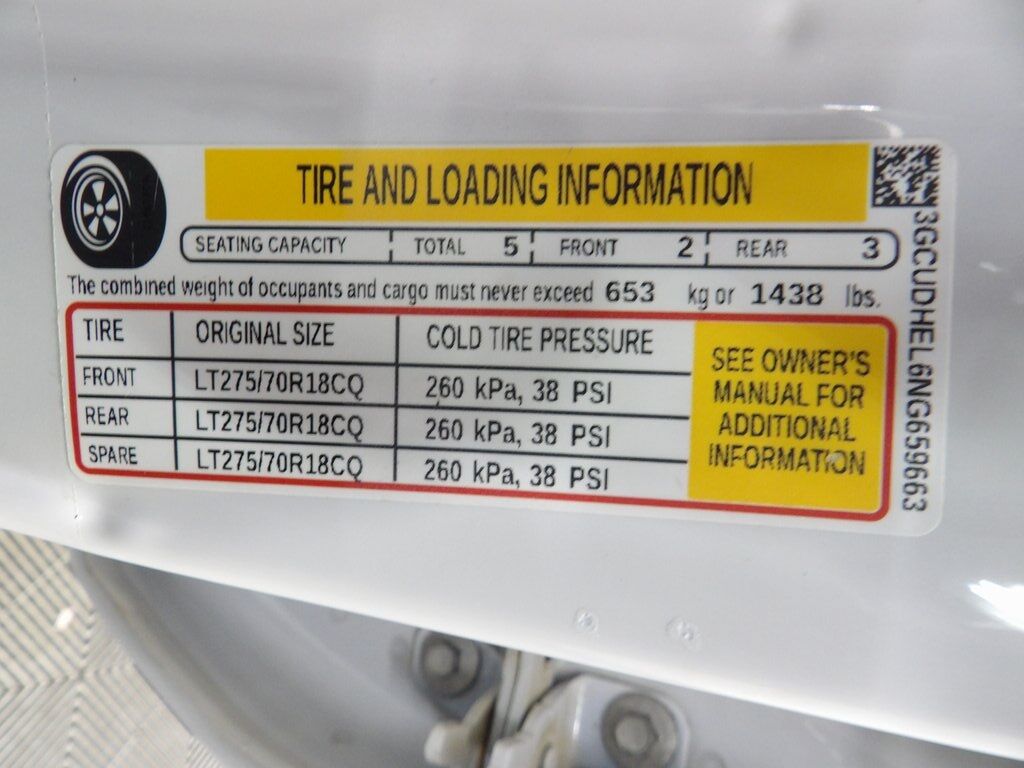 TIRE AND LOADING INFORMATION
SEATING CAPACITY TOTAL 5 FRONT 2 REAR 3
The combined weight of occupants and cargo must never exceed 653 kg or 1438 lbs.
TIRE ORIGINAL SIZE COLD TIRE PRESSURE
FRONT LT275/70R18CQ 260 kPa, 38 PSI
REAR LT275/70R18CQ 260 kPa, 38 PSI
SPARE LT275/70R18CQ 260 kPa, 38 PSI
SEE OWNER'S
MANUAL FOR
ADDITIONAL
INFORMATION
3GCUDHEL6NG659663